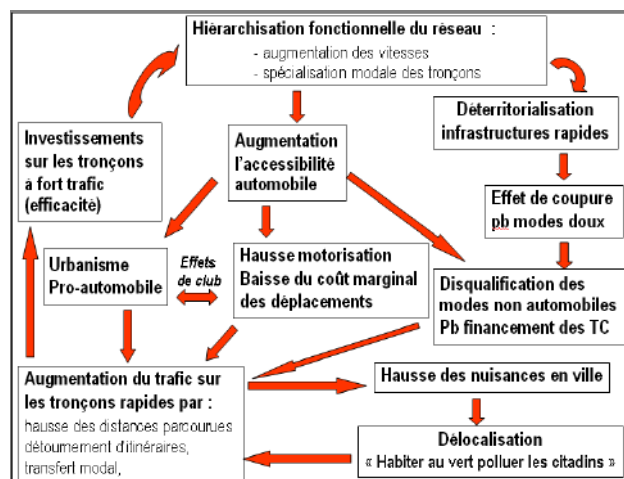 Hiérarchisation fonctionnelle du réseau :
- augmentation des vitesses
- spécialisation modale des tronçons
Investissements
sur les tronçons
à fort trafic
(efficacité)
Augmentation
l'accessibilité
automobile
Déterritorialisation
infrastructures rapides
Effet de coupure
pb modes doux
Urbanisme
Pro-automobile
Effets
de club
Hausse motorisation
Baisse du coût marginal
des déplacements
Disqualification des
modes non automobiles
Pb financement des TC
Augmentation du trafic sur
les tronçons rapides par :
hausse des distances parcourues
détournement d'itinéraires,
transfert modal,
Hausse des nuisances en ville
Délocalisation
« Habiter au vert polluer les citadins »